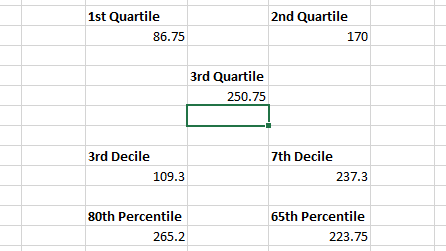 1st Quartile 2nd Quartile
86.75 170
3rd Quartile
250.75
3rd Decile 7th Decile
109.3 237.3
80th Percentile 65th Percentile
265.2 223.75